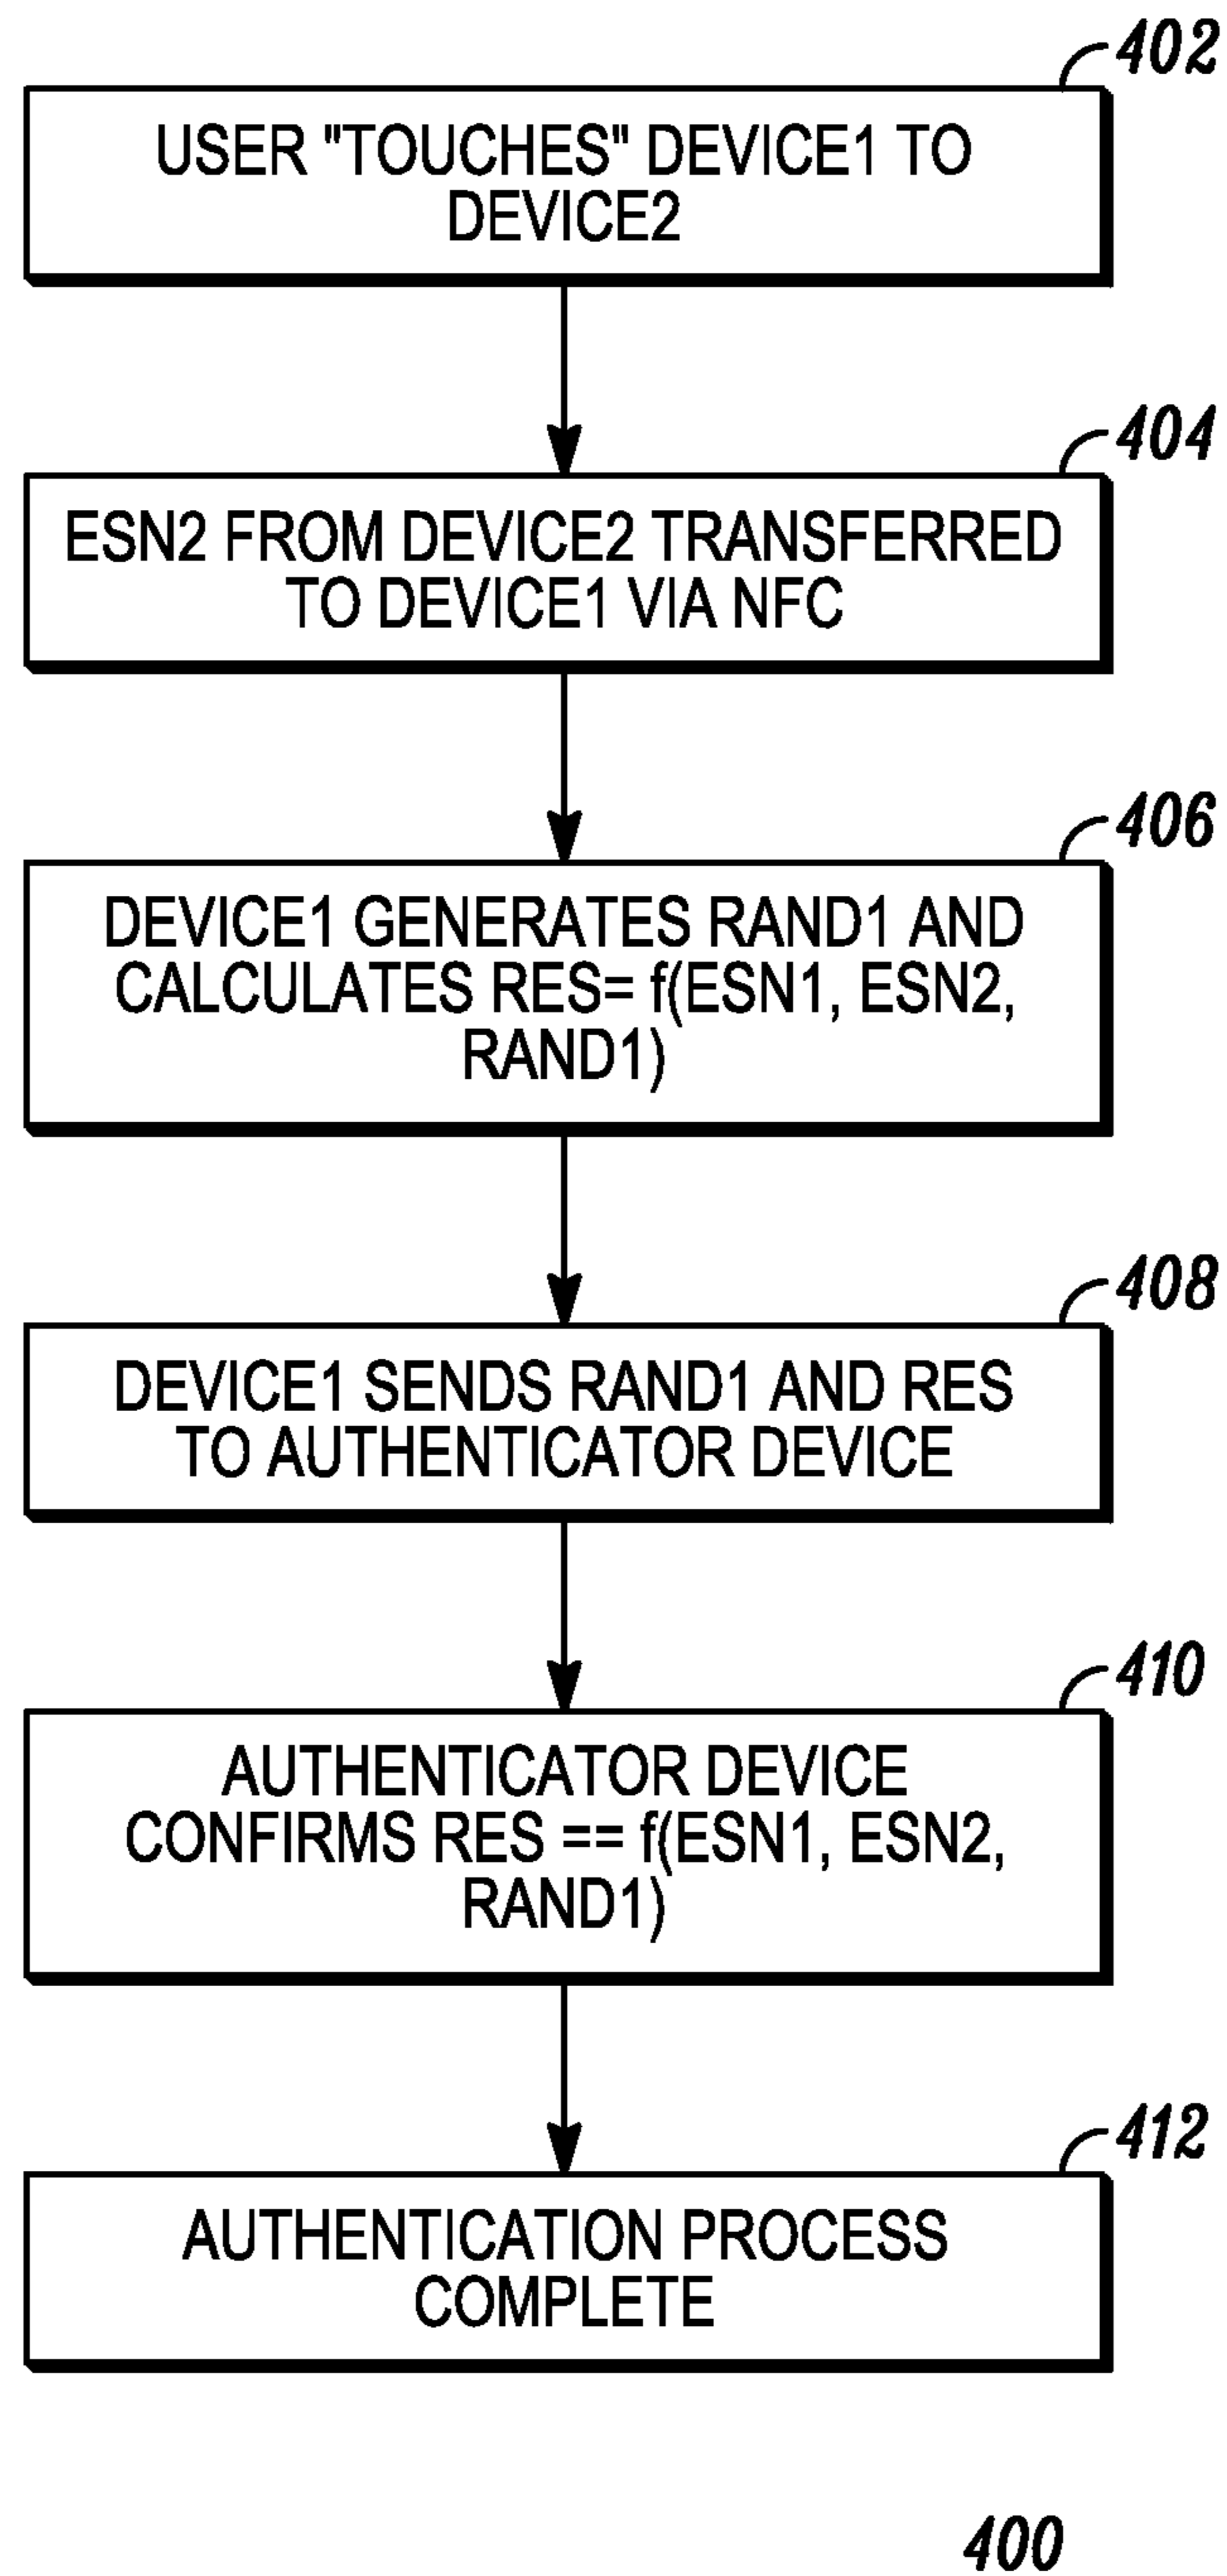 402
USER "TOUCHES" DEVICE1 TO
DEVICE2
404
ESN2 FROM DEVICE2 TRANSFERRED
TO DEVICE1 VIA NFC
406
DEVICE1 GENERATES RAND1 AND
CALCULATES RES= f(ESN1, ESN2,
RAND1)
408
DEVICE1 SENDS RAND1 AND RES
TO AUTHENTICATOR DEVICE
410
AUTHENTICATOR DEVICE
CONFIRMS RES == f(ESN1, ESN2,
RAND1)
412
AUTHENTICATION PROCESS
COMPLETE
400